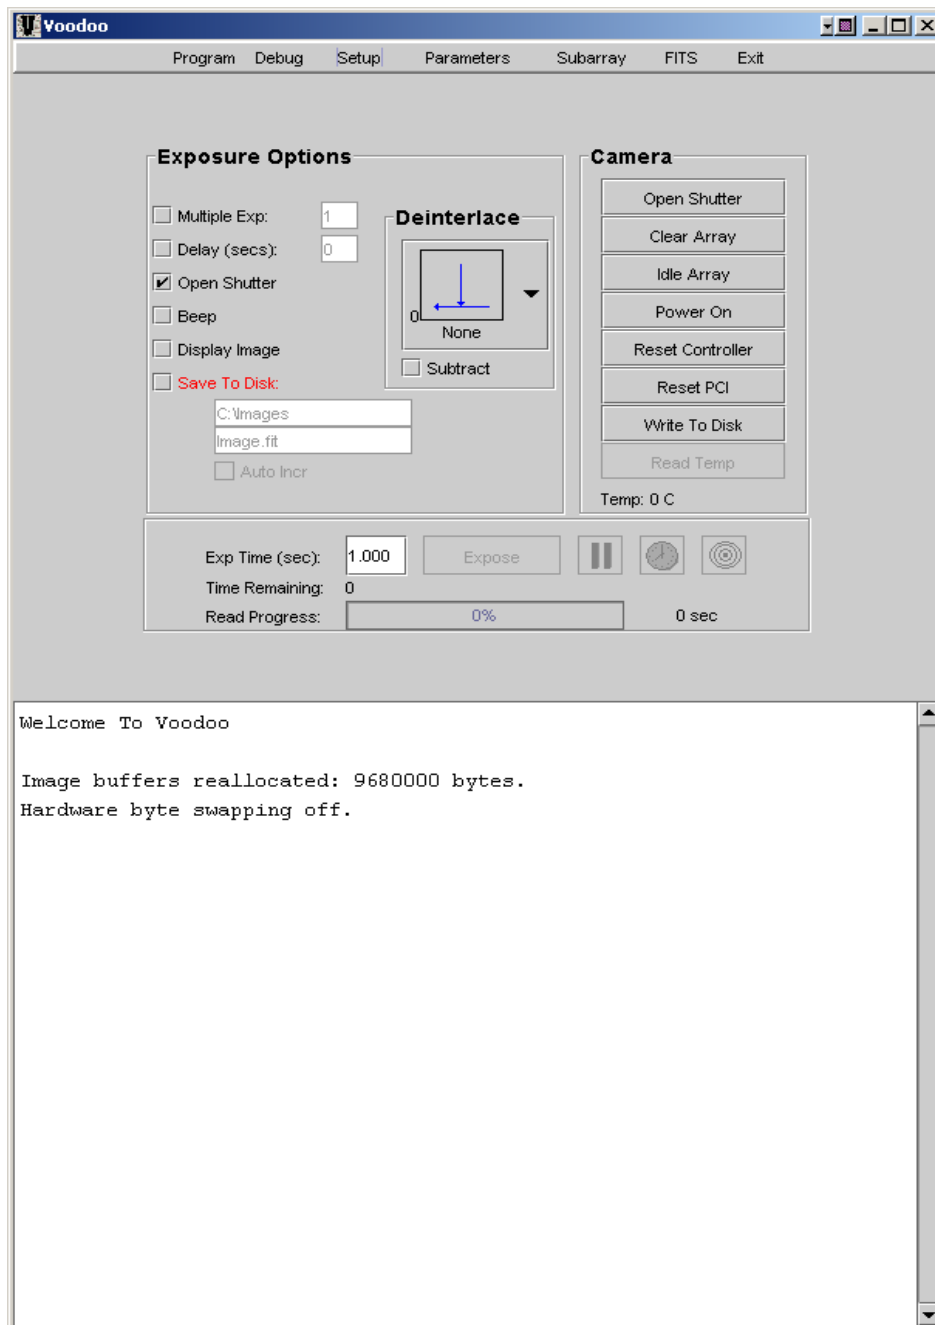 Voodoo
Program Debug Setup Parameters Subarray FITS Exit
Exposure Options
Multiple Exp: 1
Delay (secs): 0
Open Shutter
Beep
Display Image
Save To Disk:
C:\Images
Image.fit
Auto Incr
Deinterlace
0
None
Subtract
Camera
Open Shutter
Clear Array
Idle Array
Power On
Reset Controller
Reset PCI
Write To Disk
Read Temp
Temp: 0 C
Exp Time (sec): 1.000 Expose
Time Remaining: 0
Read Progress: 0% 0 sec
Welcome To Voodoo
Image buffers reallocated: 9680000 bytes.
Hardware byte swapping off.